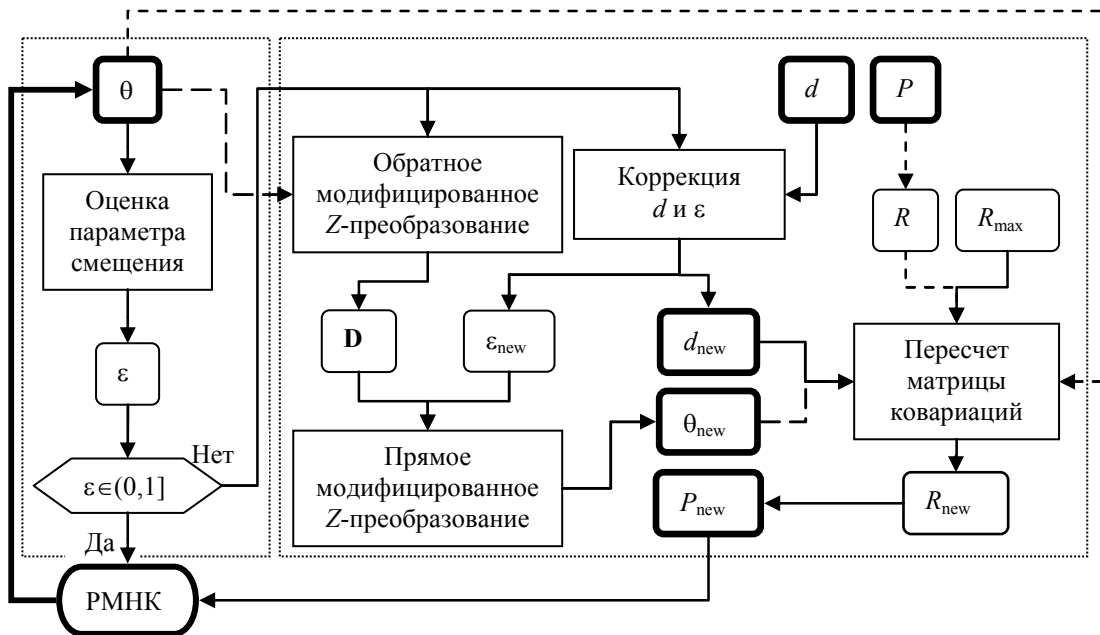 θ
d
P
Оценка
параметра
смещения
Обратное
модифицированное
Z-преобразование
Коррекция
d и ε
R
Rmax
ε
D
εnew
dnew
Пересчет
матрицы
ковариаций
θnew
Нет
ε∈(0,1]
Прямое
модифицированное
Z-преобразование
Pnew
Rnew
Да
РМНК